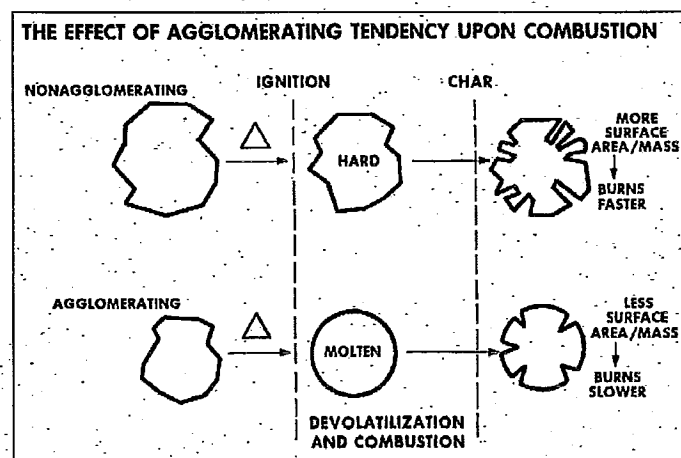 THE EFFECT OF AGGLOMERATING TENDENCY UPON COMBUSTION
IGNITION
CHAR
NONAGGLOMERATING
HARD
MORE
SURFACE
AREA/MASS
BURNS
FASTER
AGGLOMERATING
MOLTEN
LESS
SURFACE
AREA/MASS
BURNS
SLOWER
DEVOLATILIZATION
AND COMBUSTION